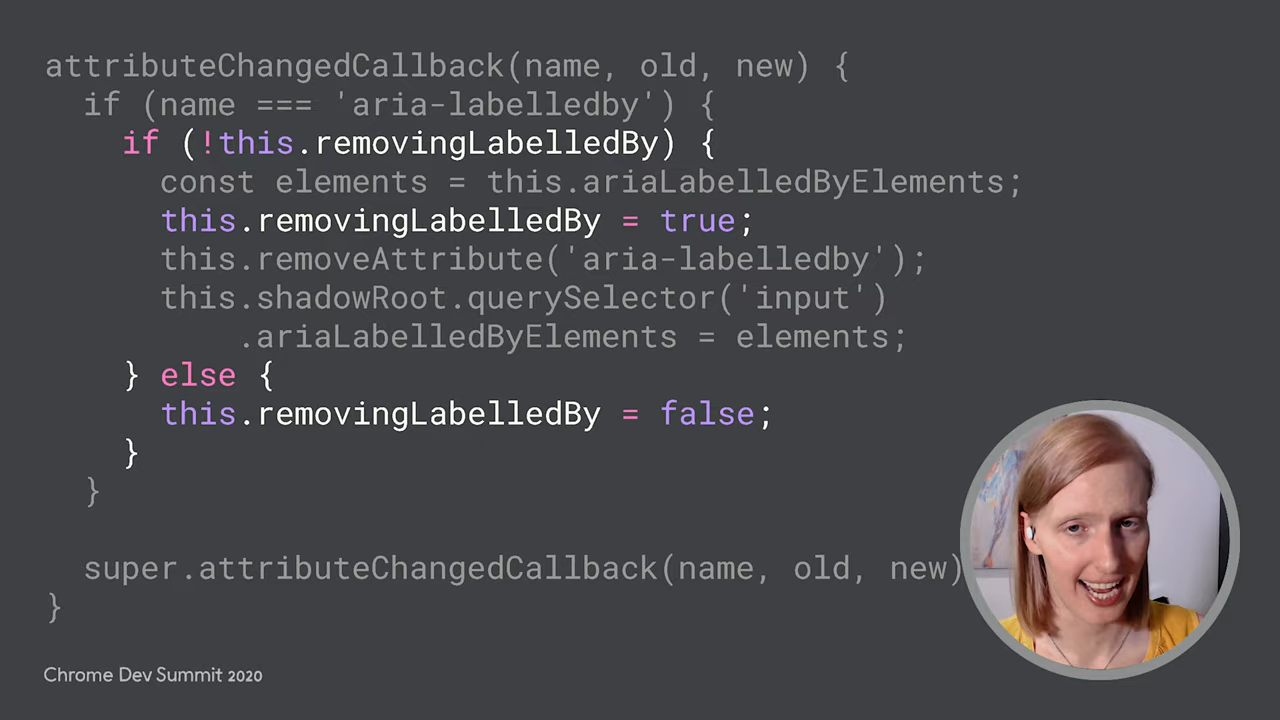 attributeChangedCallback(name, old, new) {
if (name === 'aria-labelledby') {
if (!this.removingLabelledBy) {
const elements = this.ariaLabelledByElements;
this.removingLabelledBy = true;
this.removeAttribute('aria-labelledby');
this.shadowRoot.querySelector('input')
.ariaLabelledByElements = elements;
} else {
this.removingLabelledBy = false;
}
}
super.attributeChangedCallback(name, old, new)
}
Chrome Dev Summit 2020